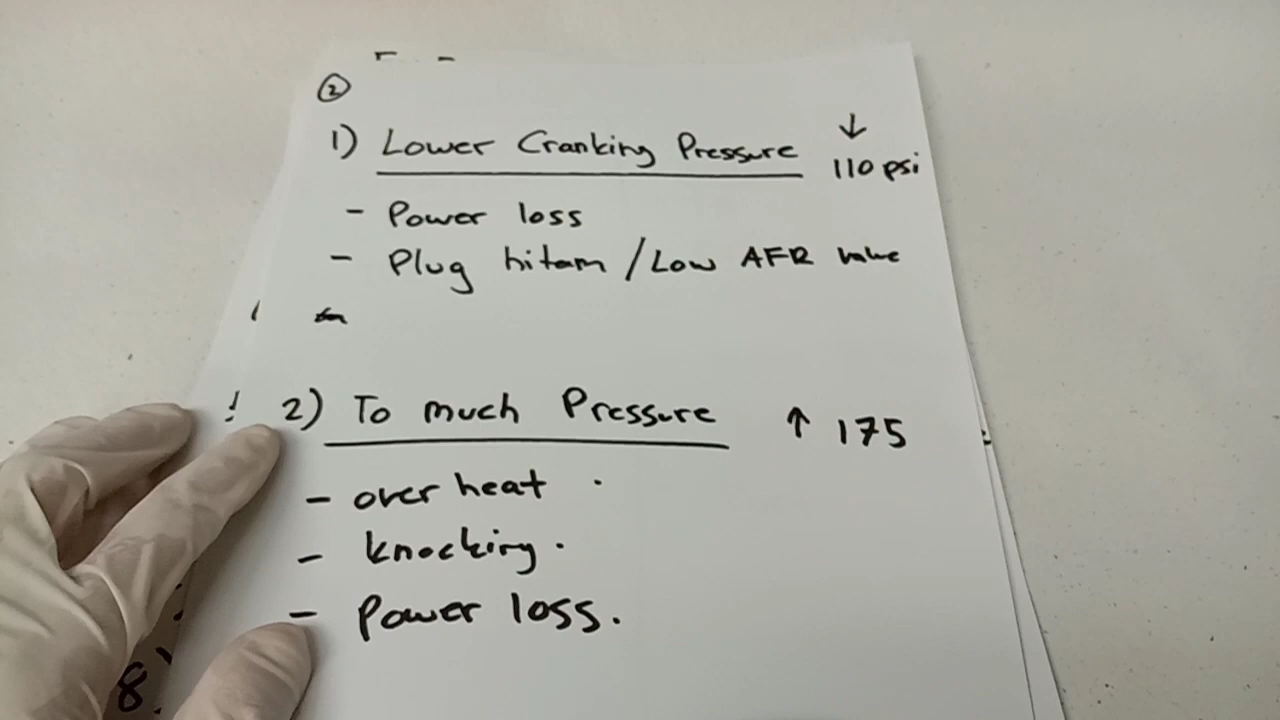 ②
1) Lower Cranking Pressure ↓ 110 psi
- Power loss
- Plug hitam / Low AFR value
2) To much Pressure ↑ 175
- over heat .
- knocking.
- Power loss.
8.